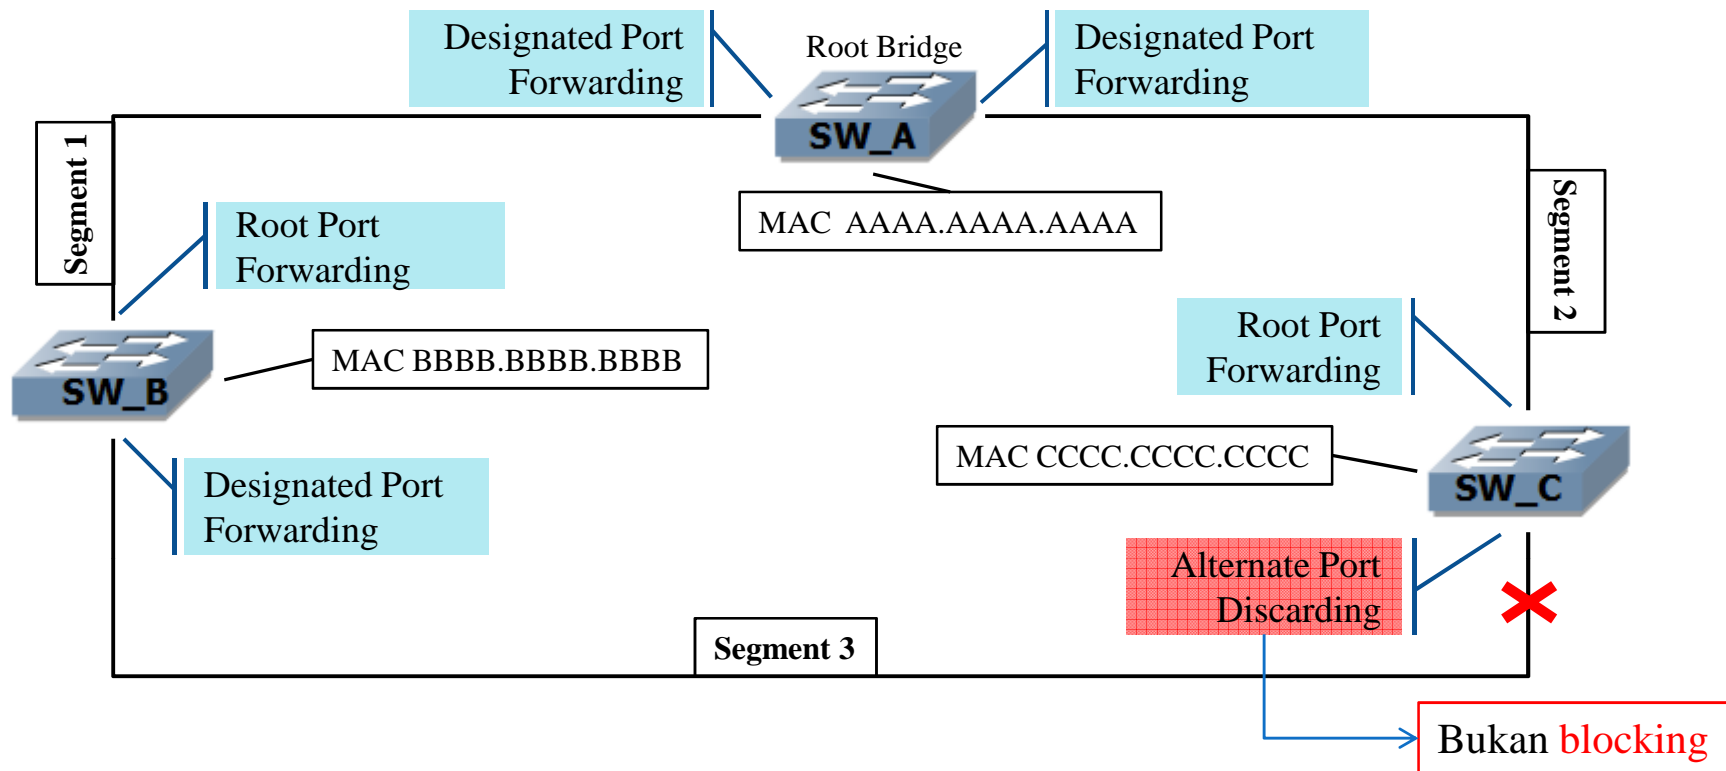 Designated Port
Forwarding
Root Bridge
Designated Port
Forwarding
SW_A
MAC  AAAA.AAAA.AAAA
Segment 1
Root Port
Forwarding
Segment 2
SW_B
MAC BBBB.BBBB.BBBB
Root Port
Forwarding
Designated Port
Forwarding
MAC CCCC.CCCC.CCCC
SW_C
Alternate Port
Discarding
Segment 3
Bukan blocking